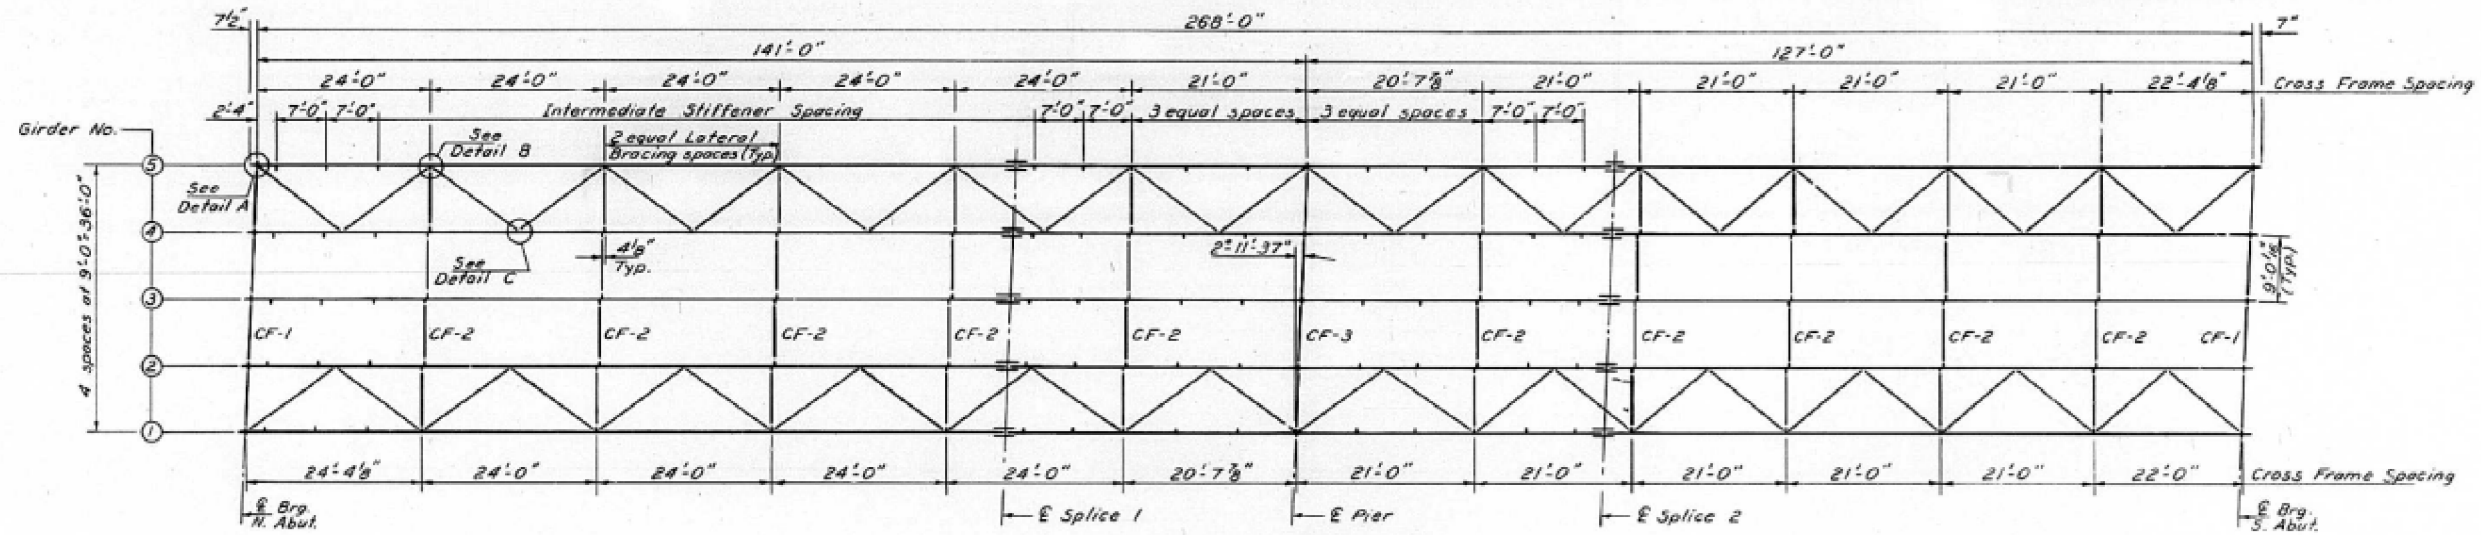 7½" 268'-0" 7"
141'-0" 127'-0"
24'-0" 24'-0" 24'-0" 24'-0" 24'-0" 21'-0" 20'-7⅞" 21'-0" 21'-0" 21'-0" 21'-0" 22'-4⅛" Cross Frame Spacing
2'-4" 7'-0" 7'-0" Intermediate Stiffener Spacing 7'-0" 7'-0" 3 equal spaces 3 equal spaces 7'-0" 7'-0"
Girder No.
See
Detail B
2 equal Lateral
Bracing spaces (Typ.)
5
See
Detail A
4 spaces at 9'-0"=36'-0"
4
See
Detail C
4⅛"
Typ.
2°-11'-37"
9'-0 1/16"
(Typ.)
3
CF-1 CF-2 CF-2 CF-2 CF-2 CF-2 CF-3 CF-2 CF-2 CF-2 CF-2 CF-2 CF-1
2
1
24'-4⅛" 24'-0" 24'-0" 24'-0" 24'-0" 20'-7⅞" 21'-0" 21'-0" 21'-0" 21'-0" 21'-0" 22'-0" Cross Frame Spacing
℄ Brg.
N. Abut.
℄ Splice 1
℄ Pier
℄ Splice 2
℄ Brg.
S. Abut.